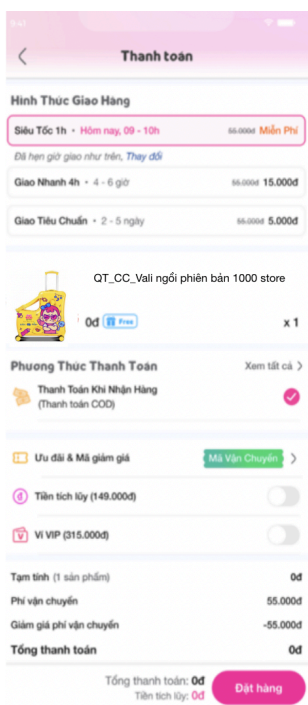 9:41
Thanh toán
Hình Thức Giao Hàng
Siêu Tốc 1h • Hôm nay, 09 - 10h 55.000đ Miễn Phí
Đã hẹn giờ giao như trên, Thay đổi
Giao Nhanh 4h • 4 - 6 giờ 55.000đ 15.000đ
Giao Tiêu Chuẩn • 2 - 5 ngày 55.000đ 5.000đ
QT_CC_Vali ngồi phiên bản 1000 store
0đ Free x 1
Phương Thức Thanh Toán Xem tất cả
Thanh Toán Khi Nhận Hàng
(Thanh toán COD)
Ưu đãi & Mã giảm giá Mã Vận Chuyển
Tiền tích lũy (149.000đ)
Ví VIP (315.000đ)
Tạm tính (1 sản phẩm) 0đ
Phí vận chuyển 55.000đ
Giảm giá phí vận chuyển -55.000đ
Tổng thanh toán 0đ
Tổng thanh toán: 0đ
Tiền tích lũy: 0đ
Đặt hàng